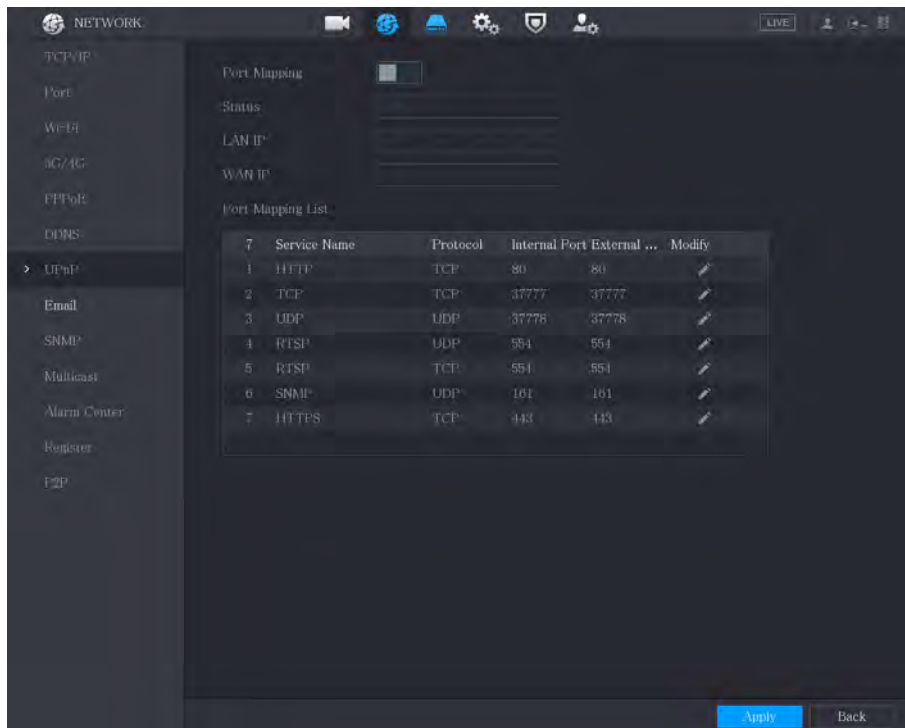 NETWORK LIVE
TCP/IP
Port
Wi-Fi
3G/4G
PPPoE
DDNS
UPnP
Email
SNMP
Multicast
Alarm Center
Register
P2P
Port Mapping
Status
LAN IP
WAN IP
Port Mapping List
7 Service Name Protocol Internal Port External ... Modify
1 HTTP TCP 80 80
2 TCP TCP 37777 37777
3 UDP UDP 37778 37778
4 RTSP UDP 554 554
5 RTSP TCP 554 554
6 SNMP UDP 161 161
7 HTTPS TCP 443 443
Apply Back